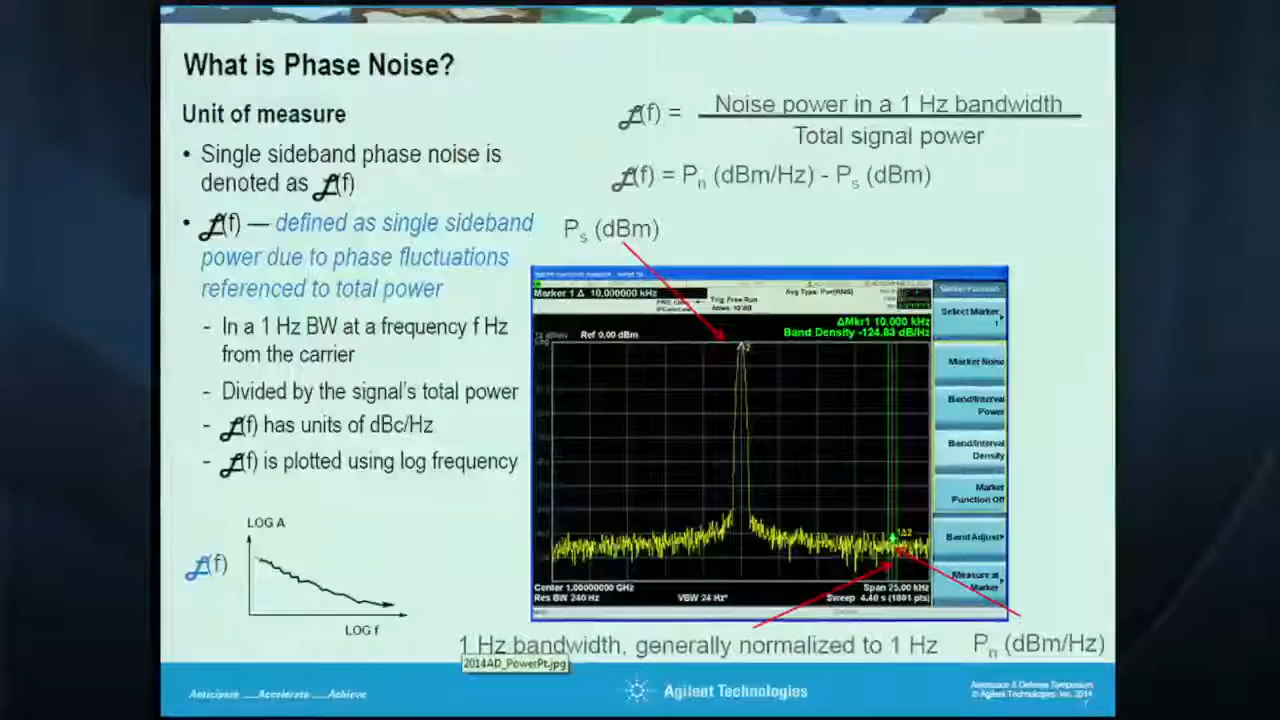 What is Phase Noise?
Unit of measure
• Single sideband phase noise is
denoted as ℒ(f)
• ℒ(f) — defined as single sideband
power due to phase fluctuations
referenced to total power
- In a 1 Hz BW at a frequency f Hz
from the carrier
- Divided by the signal's total power
- ℒ(f) has units of dBc/Hz
- ℒ(f) is plotted using log frequency
LOG A
ℒ(f)
LOG f
ℒ(f) = Noise power in a 1 Hz bandwidth
Total signal power
ℒ(f) = Pn (dBm/Hz) - Ps (dBm)
Ps (dBm)
Marker 1 Δ 10.000000 kHz
Trig: Free Run
Atten: 10 dB
Avg Type: Pwr(RMS)
ΔMkr1 10.000 kHz
Band Density -124.83 dB/Hz
Ref 0.00 dBm
2
1Δ2
Center 1.00000000 GHz
Span 25.00 kHz
Res BW 240 Hz
VBW 24 Hz*
Sweep 4.40 s (1001 pts)
Marker Function
Select Marker
1
Marker Noise
Band/Interval
Power
Band/Interval
Density
Marker
Function Off
Band Adjust
Measure at
Marker
1 Hz bandwidth, generally normalized to 1 Hz
Pn (dBm/Hz)
2014AD_PowerPt.jpg
Anticipate __Accelerate __Achieve
Agilent Technologies
Aerospace & Defense Symposium
© Agilent Technologies, Inc. 2014